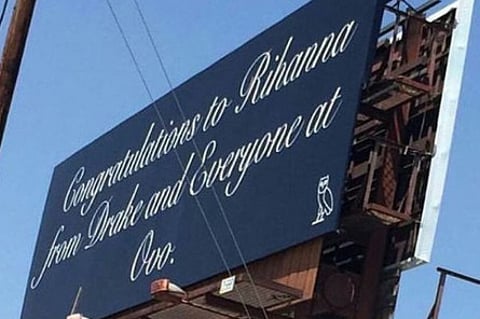 Congratulations to Rihanna
from Drake and Everyone at
Ovo.